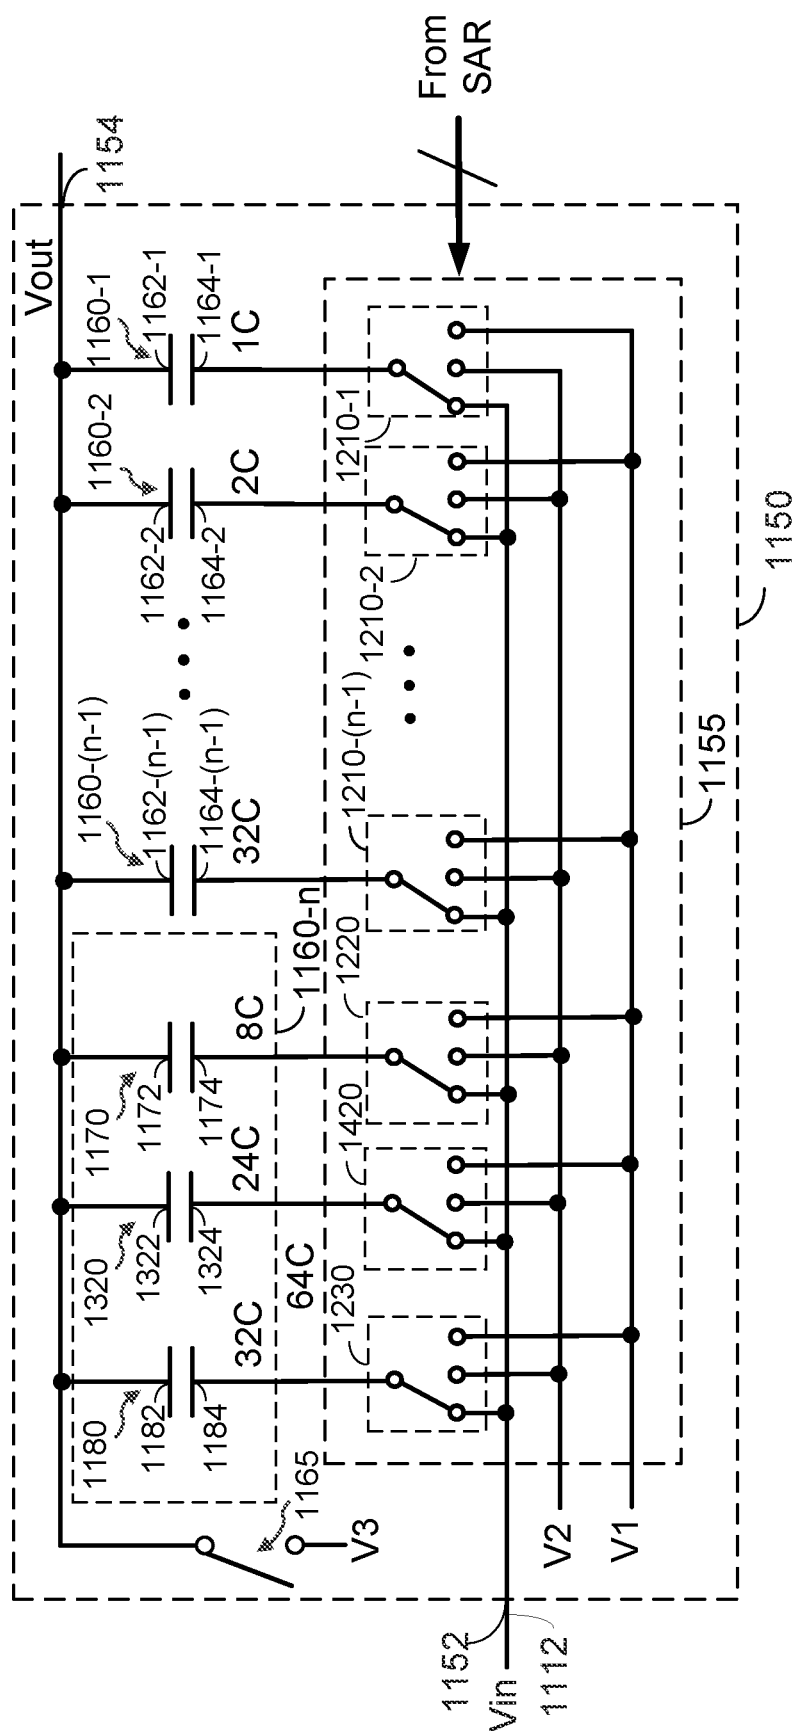 Vout
1154
From
SAR
1160-1
1162-1
1164-1
1C
1160-2
1162-2
1164-2
2C
1160-(n-1)
1162-(n-1)
1164-(n-1)
32C
1160-n
1170
1172
1174
8C
1320
1322
1324
24C
1180
1182
1184
32C
64C
1165
V3
1210-1
1210-2
1210-(n-1)
1220
1420
1230
1152
Vin
1112
V2
V1
1155
1150